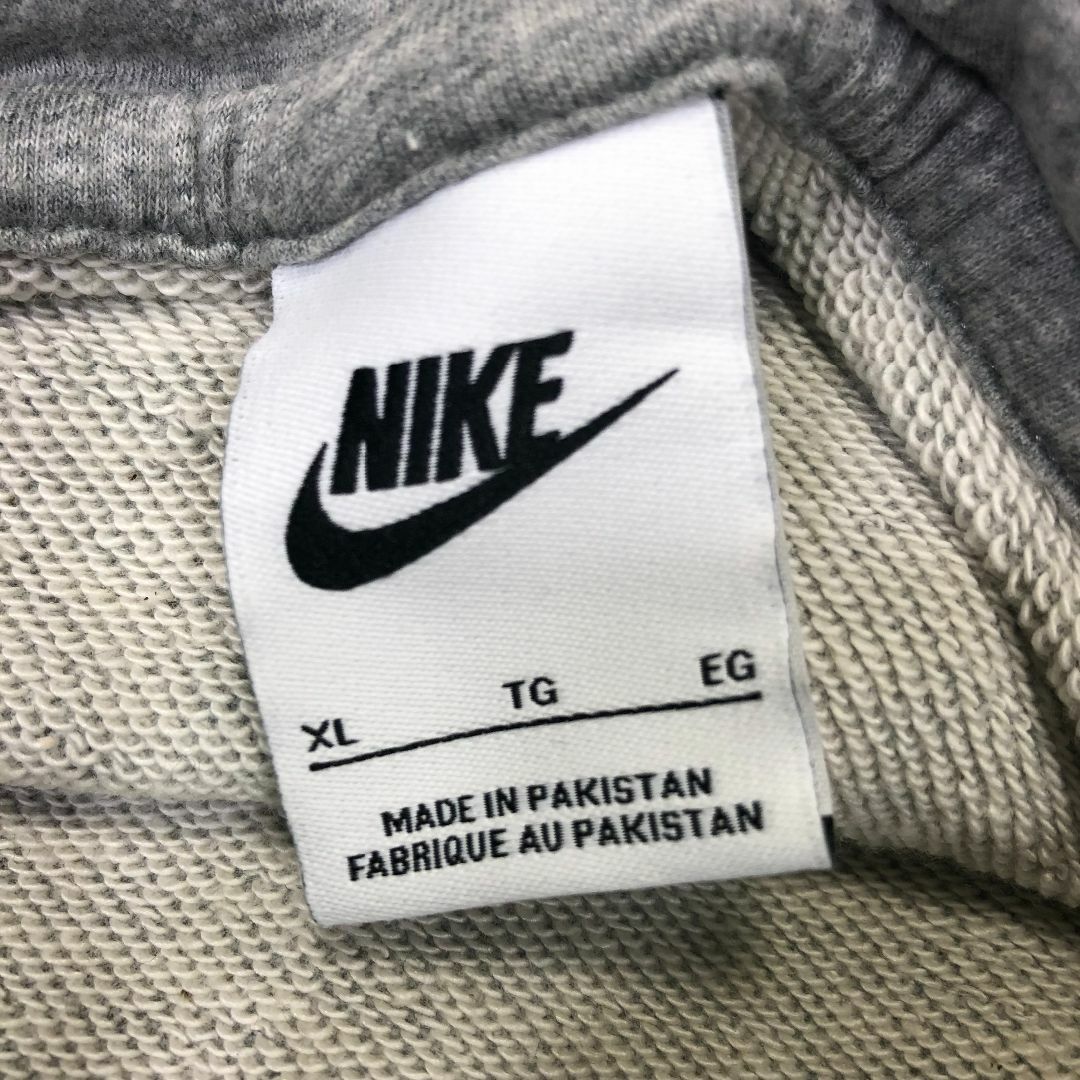 NIKE
XL TG EG
MADE IN PAKISTAN
FABRIQUE AU PAKISTAN